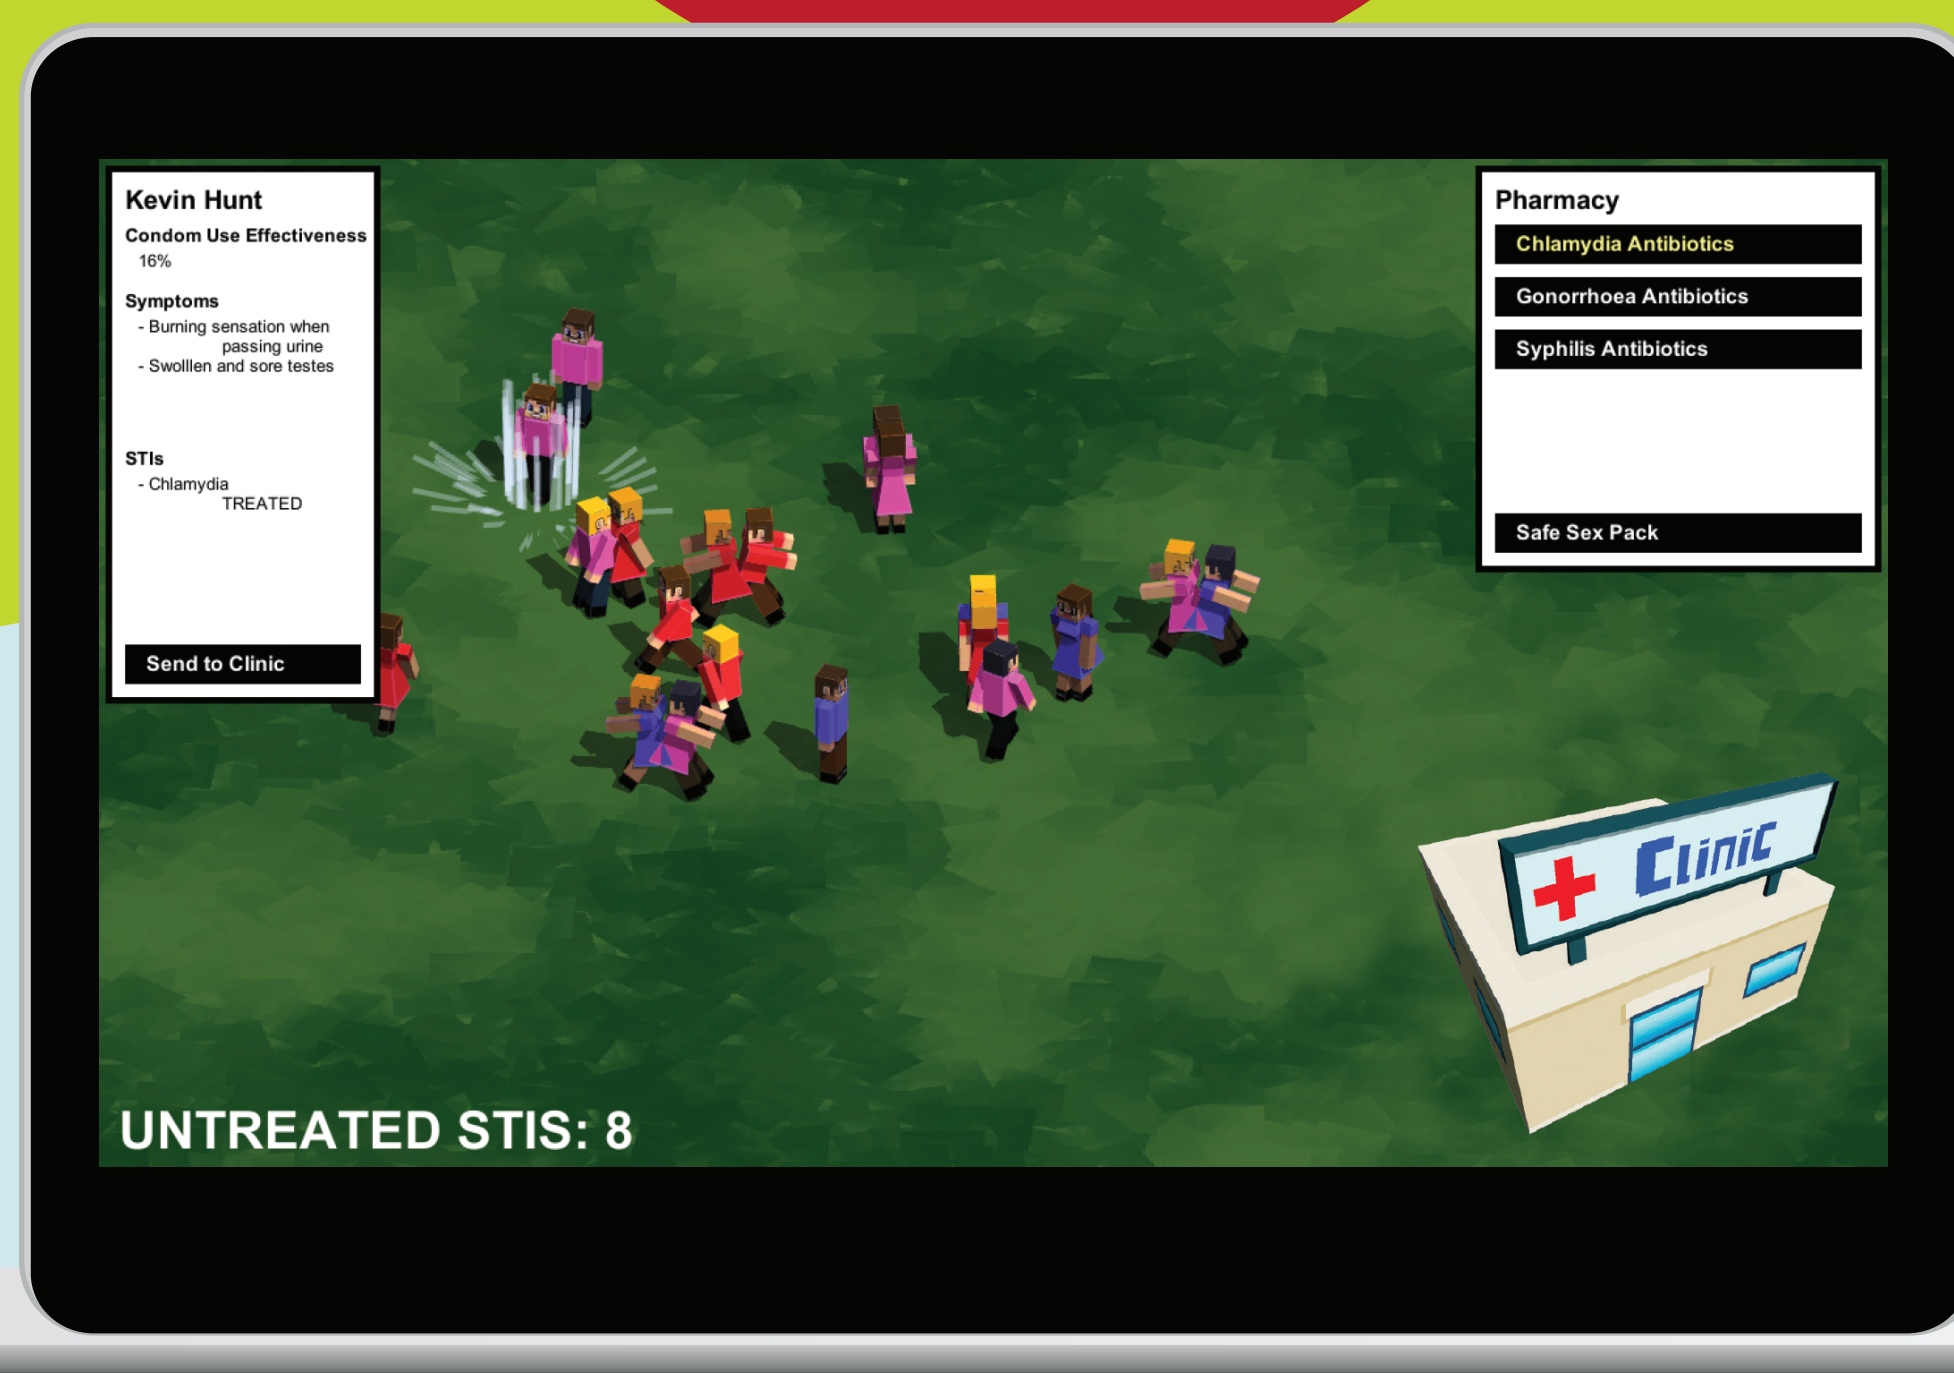 Kevin Hunt
Condom Use Effectiveness
16%
Symptoms
- Burning sensation when
passing urine
- Swolllen and sore testes
STIs
- Chlamydia
TREATED
Send to Clinic
Pharmacy
Chlamydia Antibiotics
Gonorrhoea Antibiotics
Syphilis Antibiotics
Safe Sex Pack
Clinic
UNTREATED STIS: 8